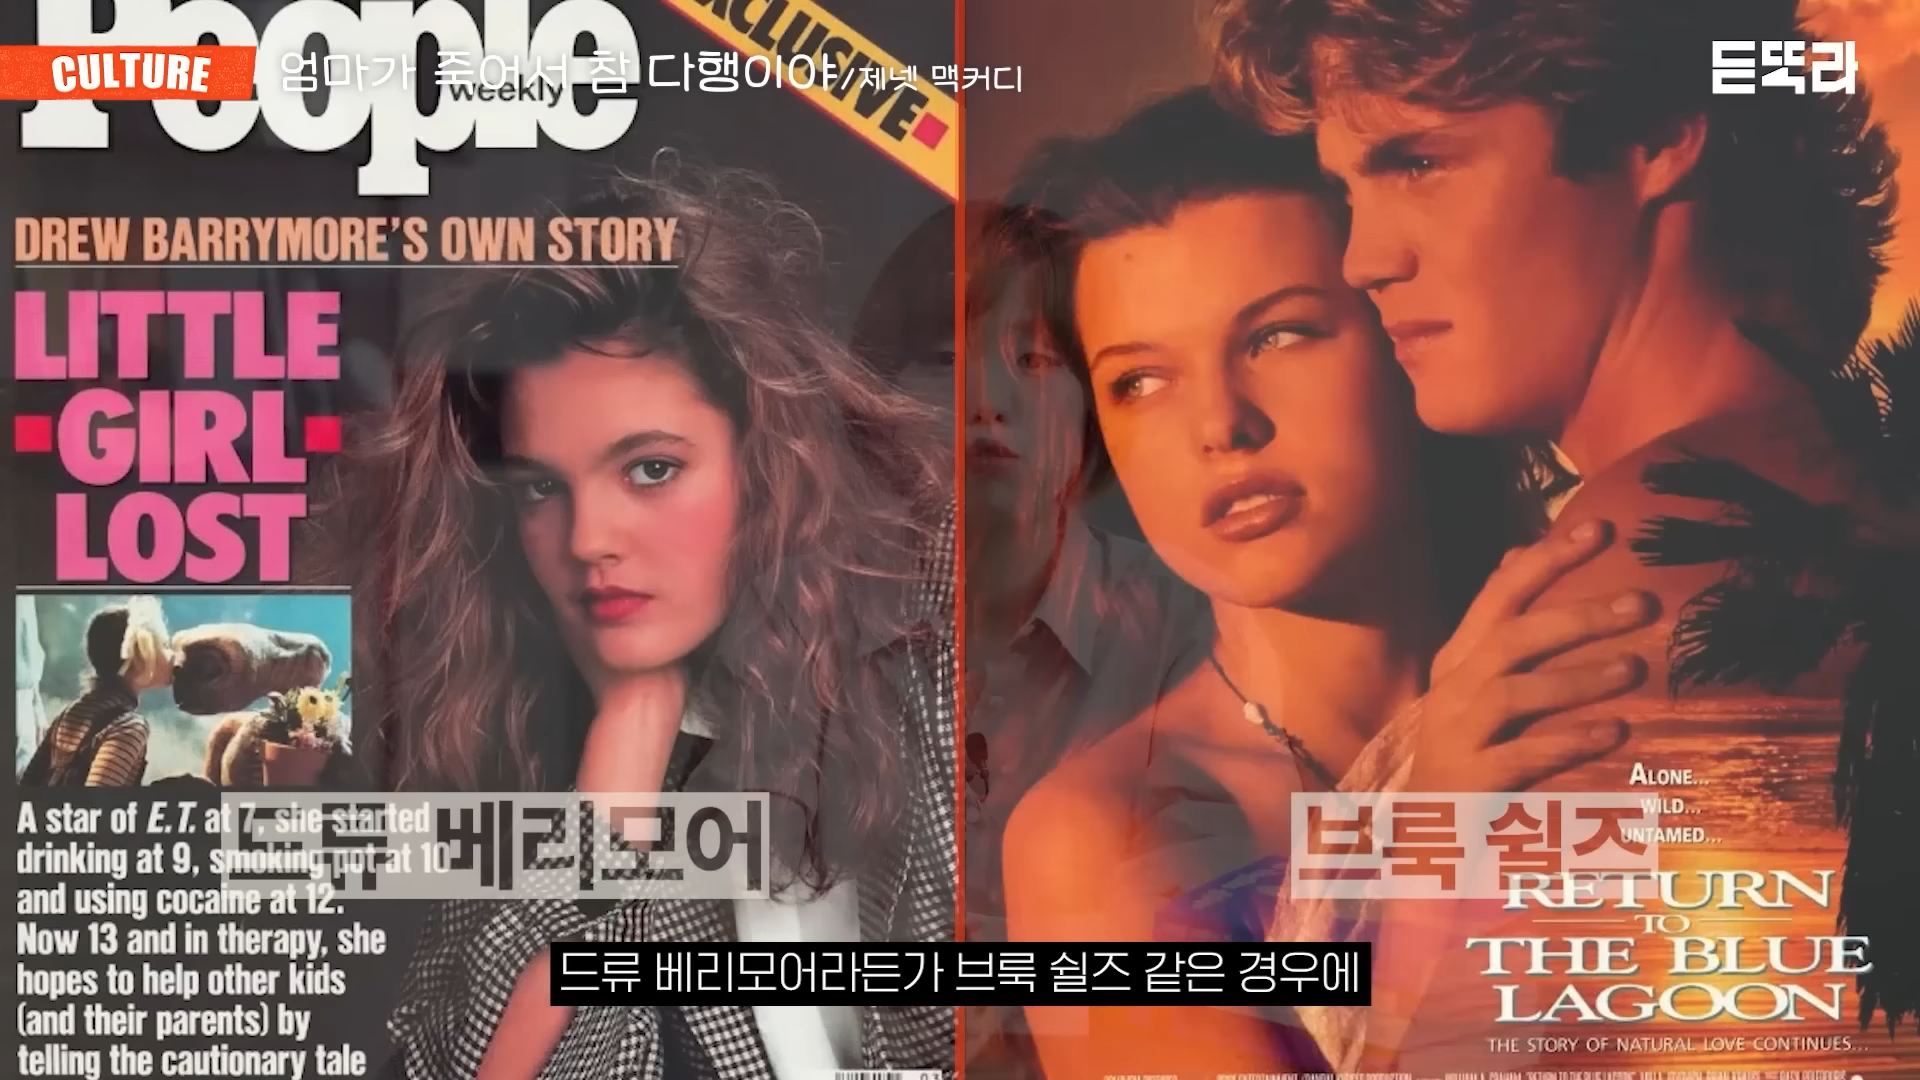 People
weekly
EXCLUSIVE
CULTURE
엄마가 죽어서 참 다행이야/제넷 맥커디
듣똑라
DREW BARRYMORE'S OWN STORY
LITTLE
GIRL
LOST
A star of E.T. at 7, she started
drinking at 9, smoking pot at 10
and using cocaine at 12.
Now 13 and in therapy, she
hopes to help other kids
(and their parents) by
telling the cautionary tale
드류 베리모어
브룩 쉴즈
ALONE...
WILD...
UNTAMED...
RETURN
TO
THE BLUE
LAGOON
THE STORY OF NATURAL LOVE CONTINUES...
드류 베리모어라든가 브룩 쉴즈 같은 경우에